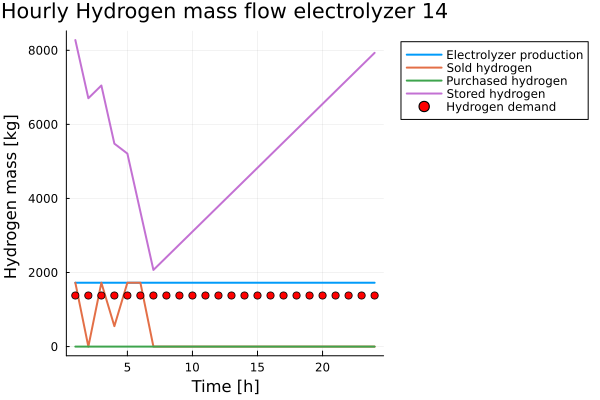 Hourly Hydrogen mass flow electrolyzer 14
Hydrogen mass [kg]
8000
6000
4000
2000
0
5
10
15
20
Time [h]
Electrolyzer production
Sold hydrogen
Purchased hydrogen
Stored hydrogen
Hydrogen demand